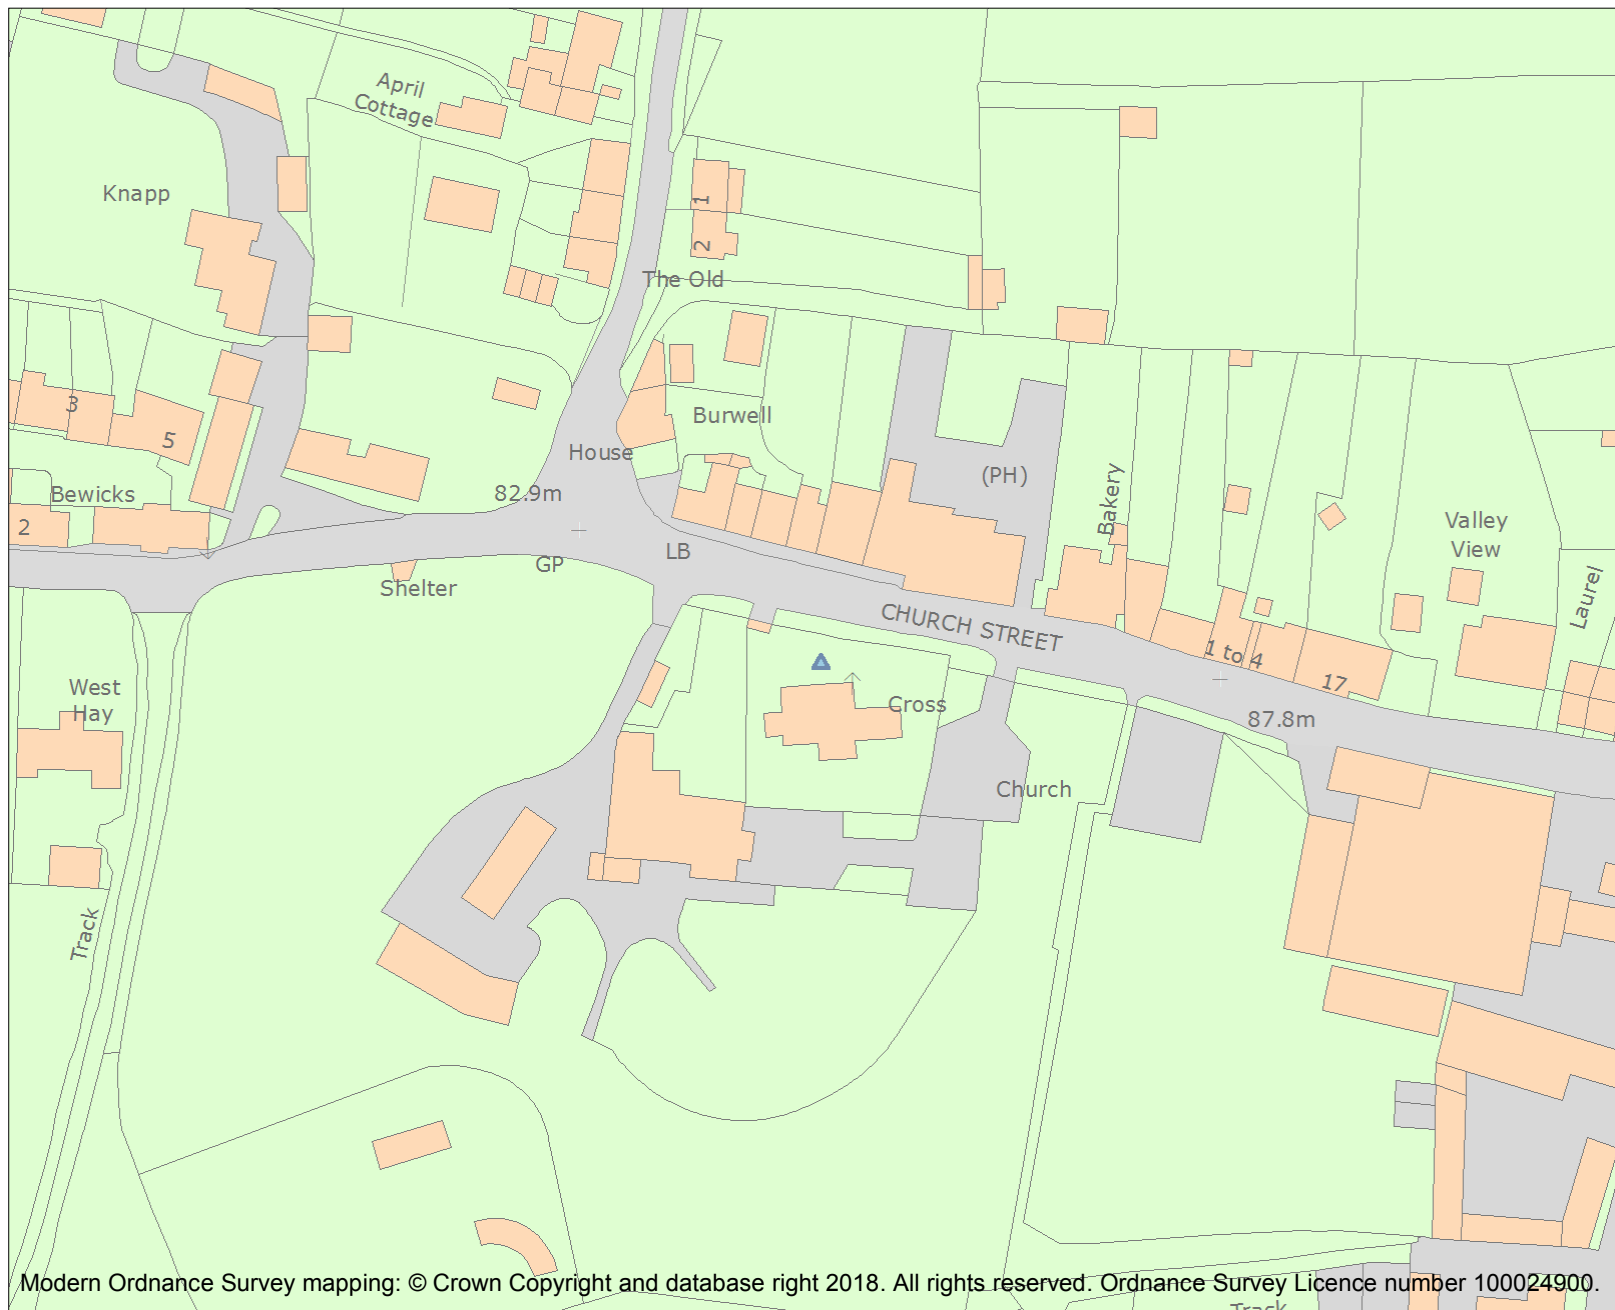 April
Cottage
Knapp
1
2
The Old
3
5
Burwell
House
82.9m
(PH)
Bakery
Bewicks
2
Valley
View
LB
GP
Shelter
Laurel
CHURCH STREET
1 to 4
17
West
Hay
Cross
87.8m
Church
Track
Modern Ordnance Survey mapping: © Crown Copyright and database right 2018. All rights reserved. Ordnance Survey Licence number 100024900.
Track